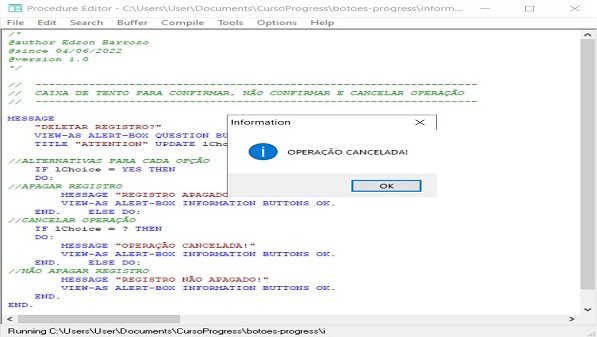 Procedure Editor - C:\Users\User\Documents\CursoProgress\botoes-progress\inform...
File Edit Search Buffer Compile Tools Options Help
/*
@author Edson Barroso
@since 04/06/2022
@version 1.0
*/
// ----------------------------------------------------------------
// CAIXA DE TEXTO PARA CONFIRMAR, NÃO CONFIRMAR E CANCELAR OPERAÇÃO
// ----------------------------------------------------------------
MESSAGE
"DELETAR REGISTRO?"
VIEW-AS ALERT-BOX QUESTION BU
TITLE "ATTENTION" UPDATE lCho
//ALTERNATIVAS PARA CADA OPÇÃO
IF lChoice = YES THEN
DO:
//APAGAR REGISTRO
MESSAGE "REGISTRO APAGADO
VIEW-AS ALERT-BOX INFORMATION BUTTONS OK.
END. ELSE DO:
//CANCELAR OPERAÇÃO
IF lChoice = ? THEN
DO:
MESSAGE "OPERAÇÃO CANCELADA!"
VIEW-AS ALERT-BOX INFORMATION BUTTONS OK.
END. ELSE DO:
//NÃO APAGAR REGISTRO
MESSAGE "REGISTRO NÃO APAGADO!"
VIEW-AS ALERT-BOX INFORMATION BUTTONS OK.
END.
END.
Information
OPERAÇÃO CANCELADA!
OK
Running C:\Users\User\Documents\CursoProgress\botoes-progress\i